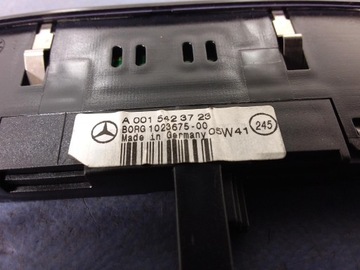 A 001 542 37 23
BORG 1023675-00 05W41 245
Made in Germany